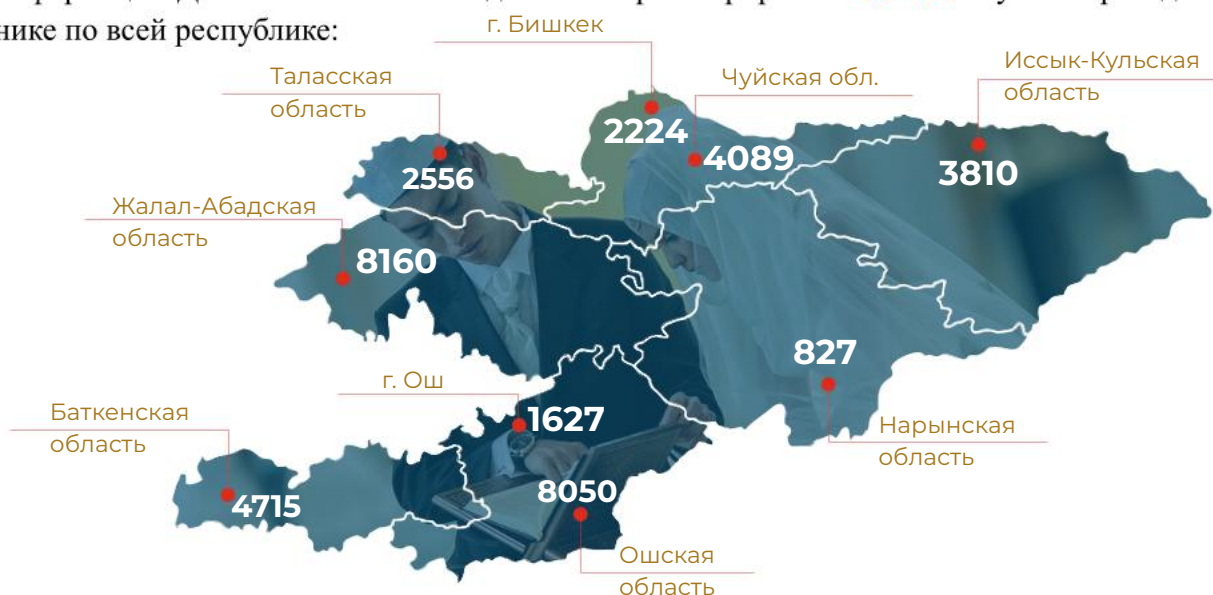 нике по всей республике:
г. Бишкек
Таласская
область
Чуйская обл.
Иссык-Кульская
область
2224
4089
2556
3810
Жалал-Абадская
область
8160
827
г. Ош
1627
Баткенская
область
Нарынская
область
4715
8050
Ошская
область